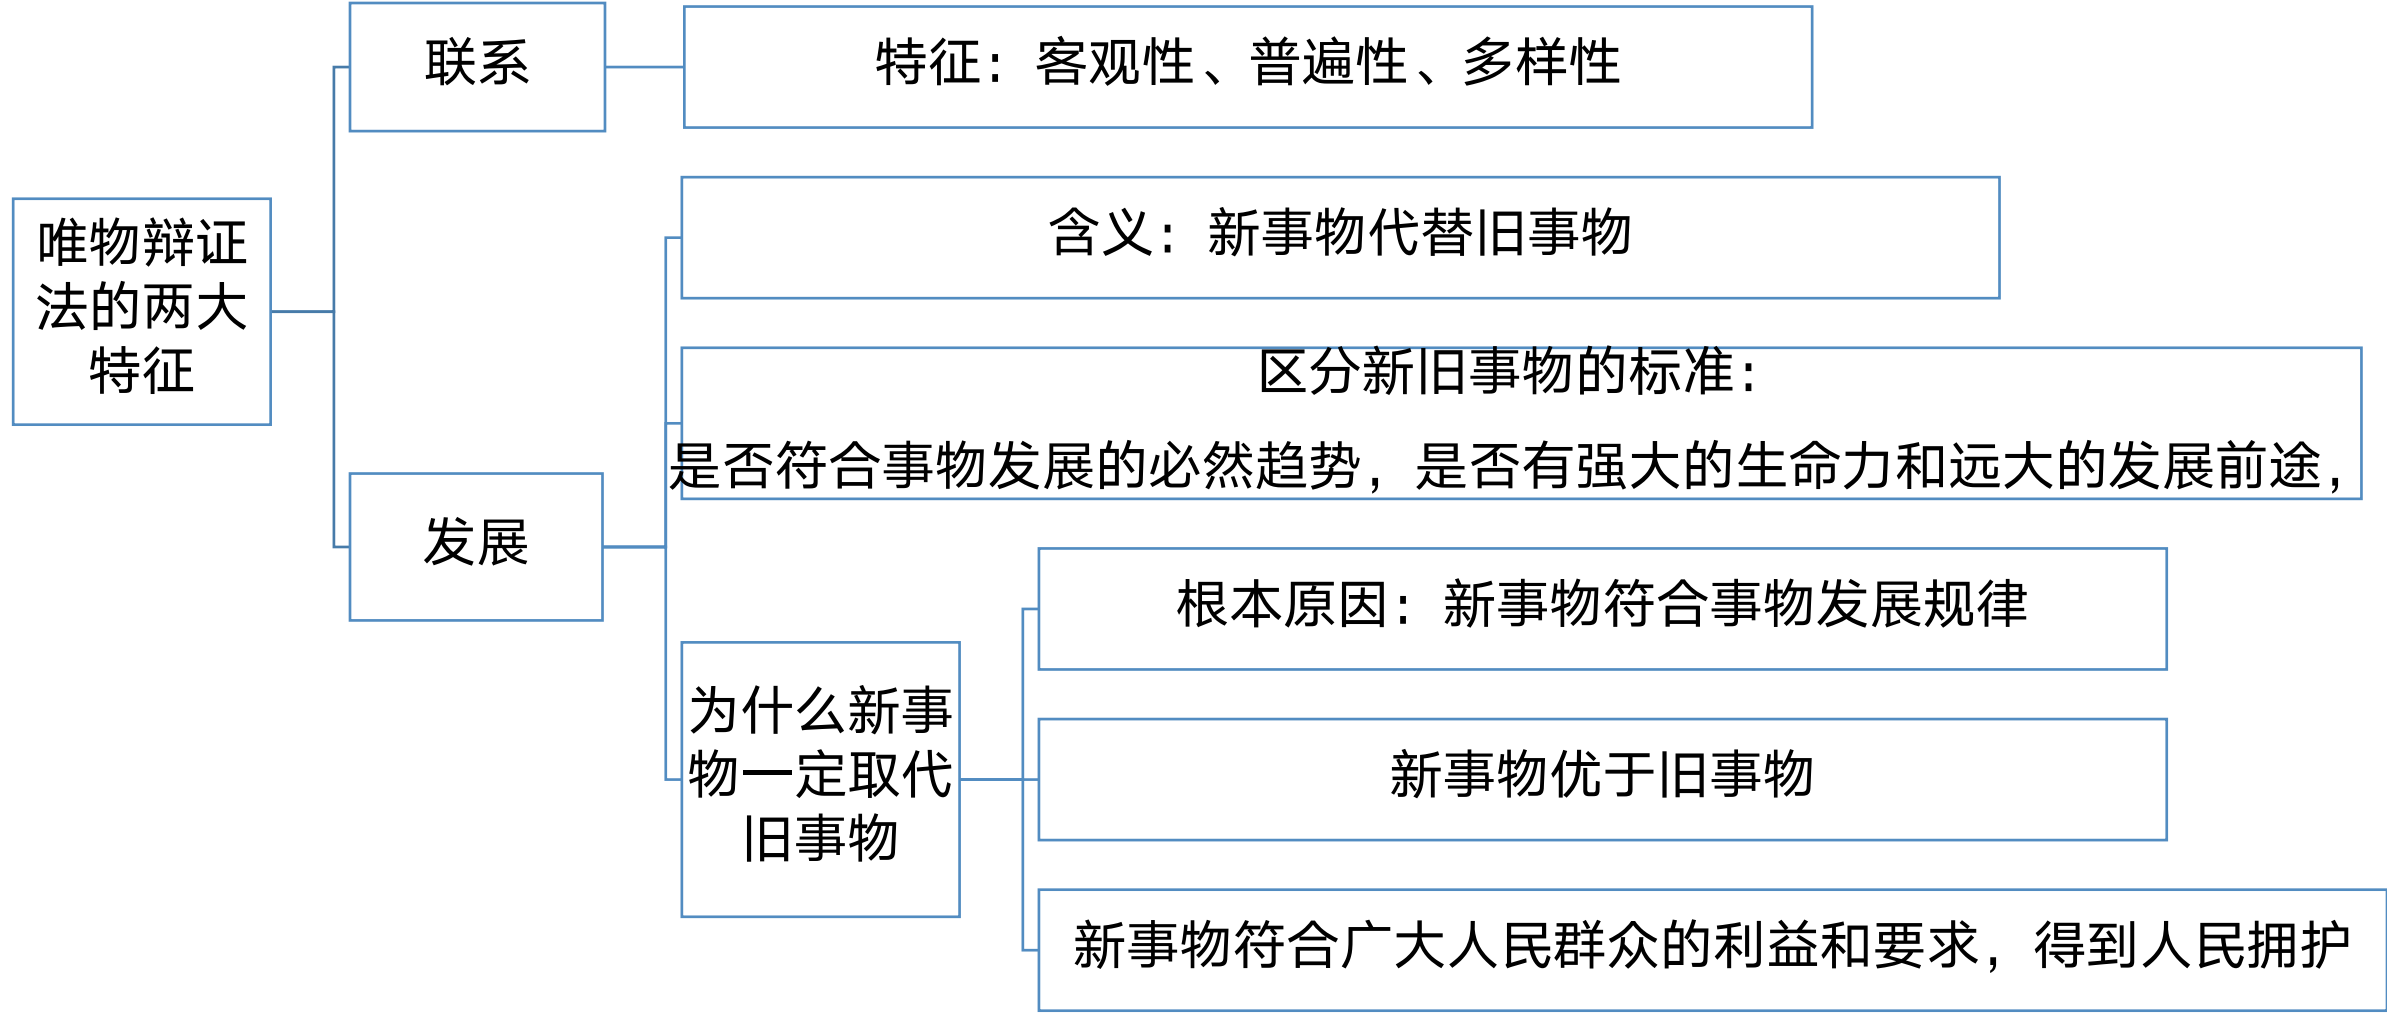 联系
特征：客观性、普遍性、多样性
唯物辩证
法的两大
特征
含义：新事物代替旧事物
区分新旧事物的标准：
是否符合事物发展的必然趋势，是否有强大的生命力和远大的发展前途，
发展
根本原因：新事物符合事物发展规律
为什么新事
物一定取代
旧事物
新事物优于旧事物
新事物符合广大人民群众的利益和要求，得到人民拥护